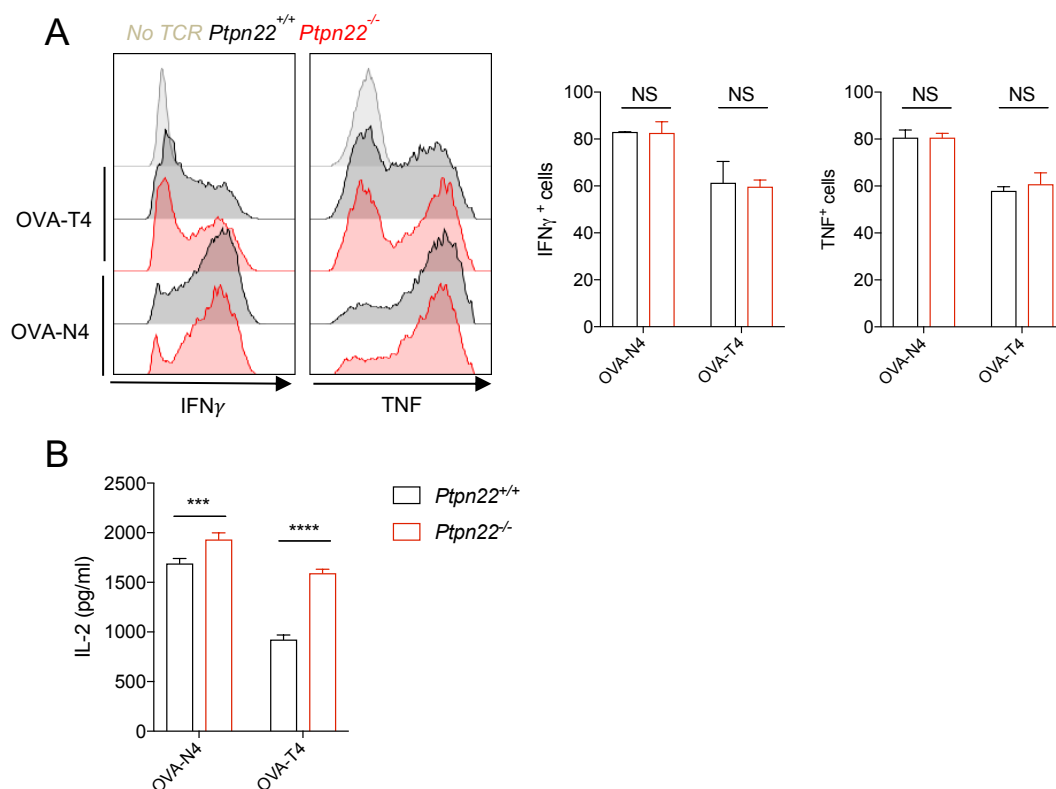 A
No TCR Ptpn22+/+ Ptpn22-/-
OVA-T4
OVA-N4
IFNγ
TNF
100
80
60
40
20
0
IFNγ+ cells
NS
NS
OVA-N4
OVA-T4
100
80
60
40
20
0
TNF+ cells
NS
NS
OVA-N4
OVA-T4
B
2500
2000
1500
1000
500
0
IL-2 (pg/ml)
***
****
OVA-N4
OVA-T4
Ptpn22+/+
Ptpn22-/-